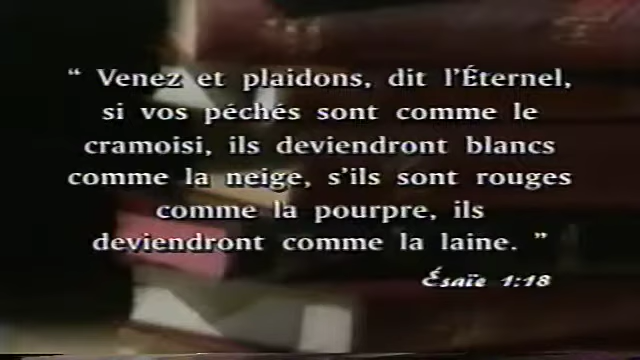 “ Venez et plaidons, dit l'Éternel,
si vos péchés sont comme le
cramoisi, ils deviendront blancs
comme la neige, s'ils sont rouges
comme la pourpre, ils
deviendront comme la laine. ”
Ésaïe 1:18